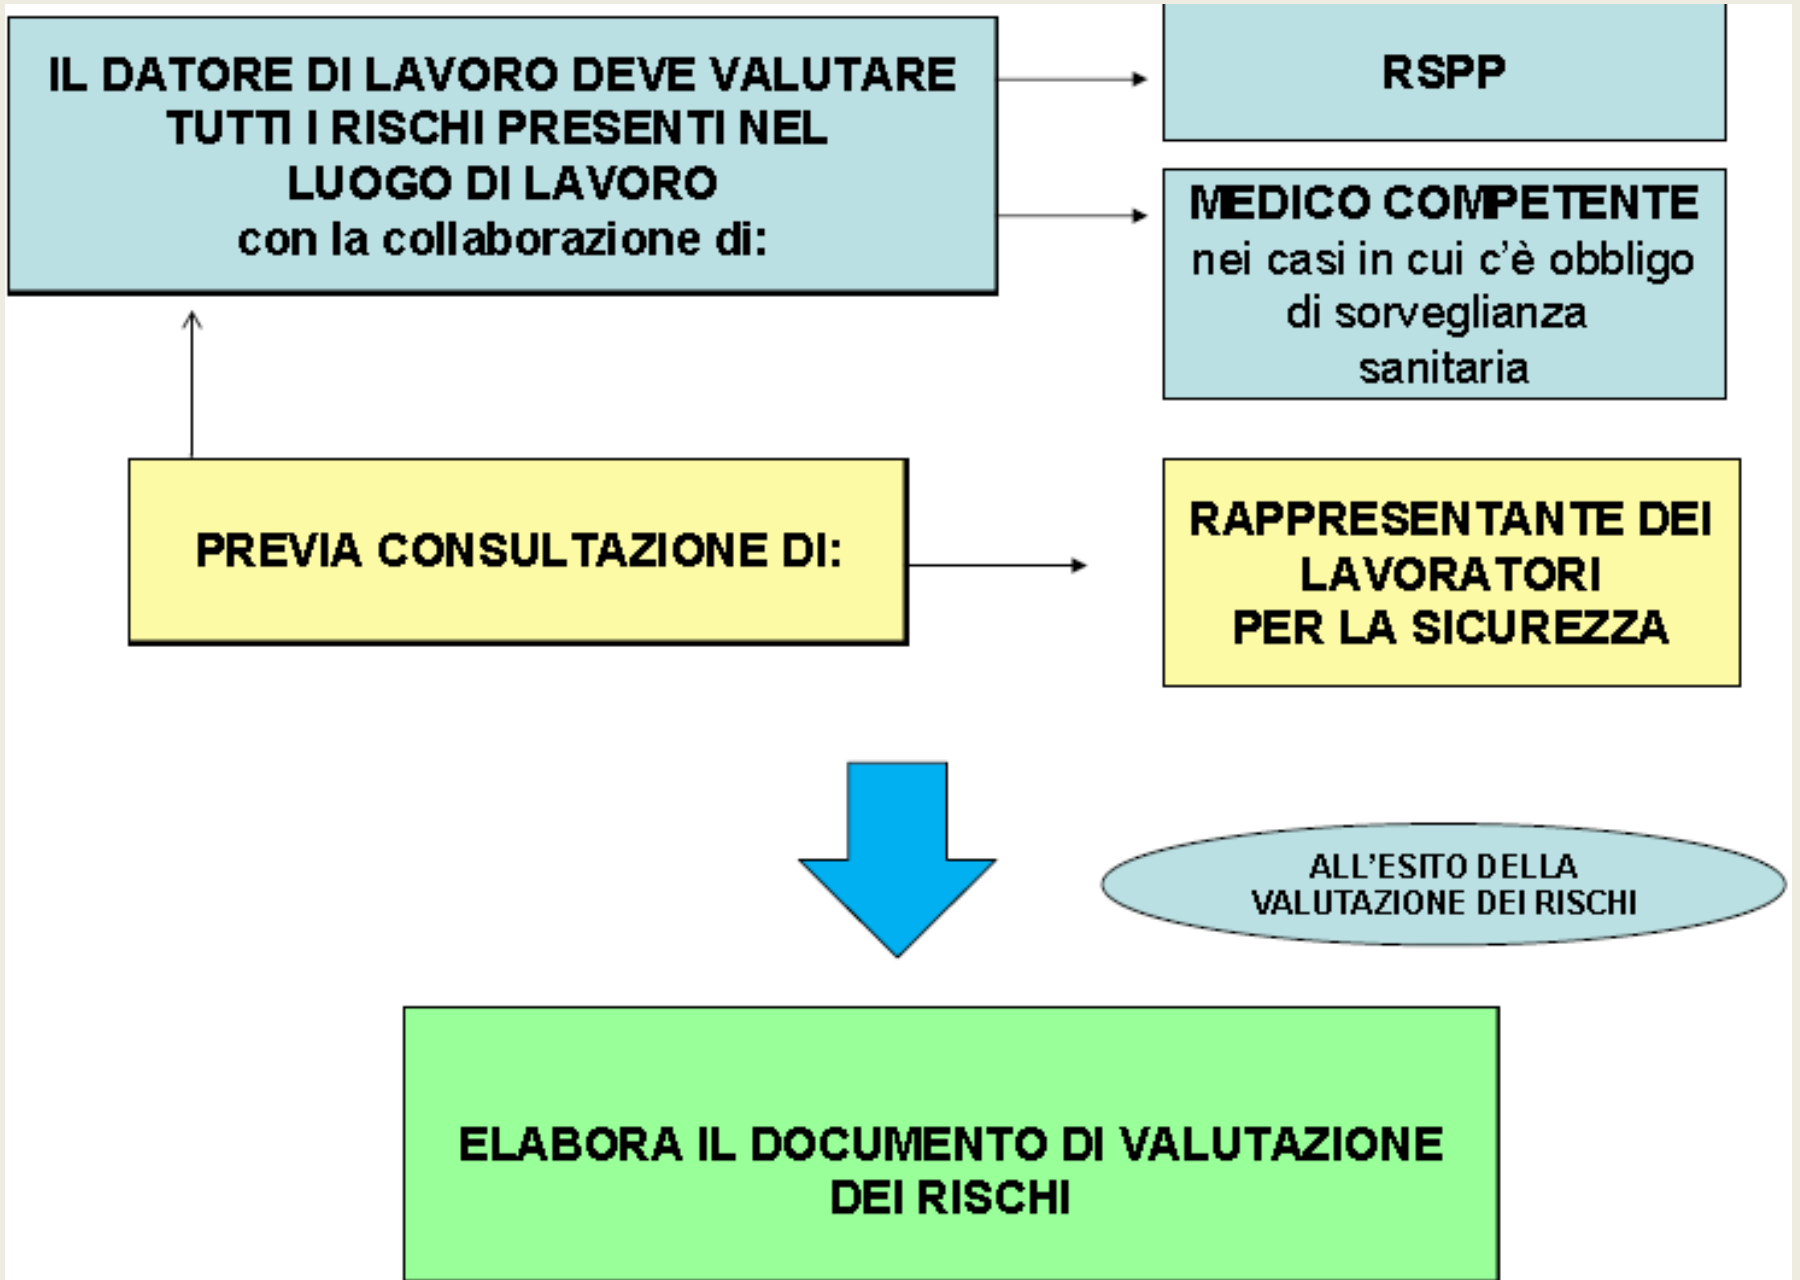 IL DATORE DI LAVORO DEVE VALUTARE
TUTTI I RISCHI PRESENTI NEL
LUOGO DI LAVORO
con la collaborazione di:
RSPP
MEDICO COMPETENTE
nei casi in cui c'è obbligo
di sorveglianza
sanitaria
PREVIA CONSULTAZIONE DI:
RAPPRESENTANTE DEI
LAVORATORI
PER LA SICUREZZA
ALL'ESITO DELLA
VALUTAZIONE DEI RISCHI
ELABORA IL DOCUMENTO DI VALUTAZIONE
DEI RISCHI